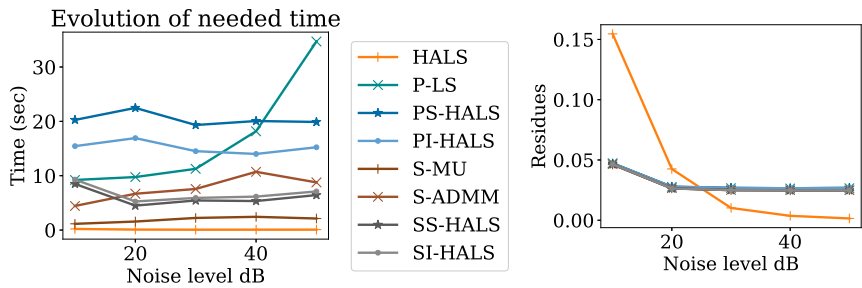 Evolution of needed time
Time (sec)
30
20
10
0
20
40
Noise level dB
HALS
P-LS
PS-HALS
PI-HALS
S-MU
S-ADMM
SS-HALS
SI-HALS
Residues
0.15
0.10
0.05
0.00
20
40
Noise level dB